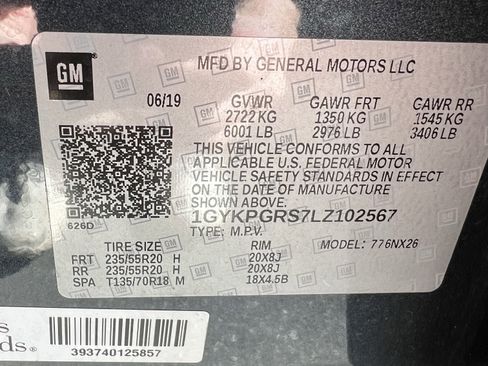 GM
MFD BY GENERAL MOTORS LLC
06/19 GVWR GAWR FRT GAWR RR
2722 KG 1350 KG 1545 KG
6001 LB 2976 LB 3406 LB
THIS VEHICLE CONFORMS TO ALL
APPLICABLE U.S. FEDERAL MOTOR
VEHICLE SAFETY STANDARDS IN EFFECT
ON THE DATE OF MANUFACTURE
SHOWN ABOVE.
1GYKPGRS7LZ102567
626D
TYPE: M.P.V. MODEL: 776NX26
TIRE SIZE RIM
FRT 235/55R20 H 20X8J
RR 235/55R20 H 20X8J
SPA T135/70R18 M 18X4.5B
393740125857